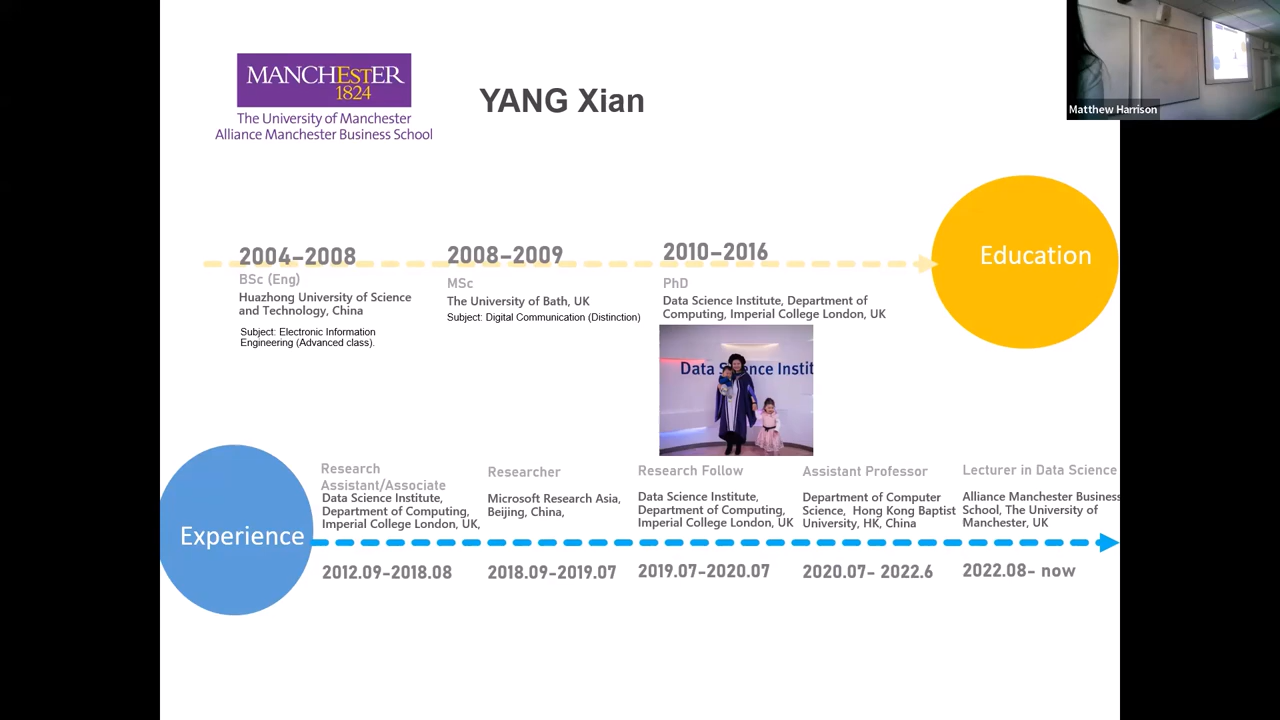 MANCHESTER
1824
The University of Manchester
Alliance Manchester Business School
YANG Xian
Matthew Harrison
Education
2004-2008
BSc (Eng)
Huazhong University of Science
and Technology, China
Subject: Electronic Information
Engineering (Advanced class).
2008-2009
MSc
The University of Bath, UK
Subject: Digital Communication (Distinction)
2010-2016
PhD
Data Science Institute, Department of
Computing, Imperial College London, UK
Data Science Instit
Experience
Research
Assistant/Associate
Data Science Institute,
Department of Computing,
Imperial College London, UK,
2012.09-2018.08
Researcher
Microsoft Research Asia,
Beijing, China,
2018.09-2019.07
Research Follow
Data Science Institute,
Department of Computing,
Imperial College London, UK
2019.07-2020.07
Assistant Professor
Department of Computer
Science, Hong Kong Baptist
University, HK, China
2020.07- 2022.6
Lecturer in Data Science
Alliance Manchester Business
School, The University of
Manchester, UK
2022.08- now